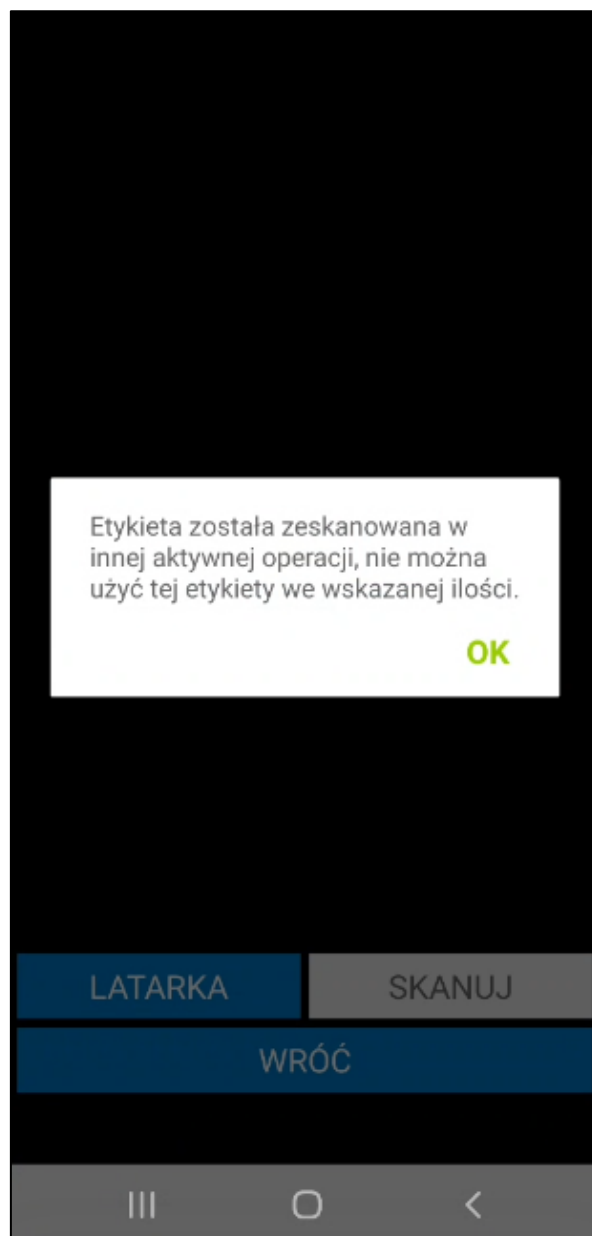 Etykieta została zeskanowana w
innej aktywnej operacji, nie można
użyć tej etykiety we wskazanej ilości.
OK
LATARKA
SKANUJ
WRÓĆ